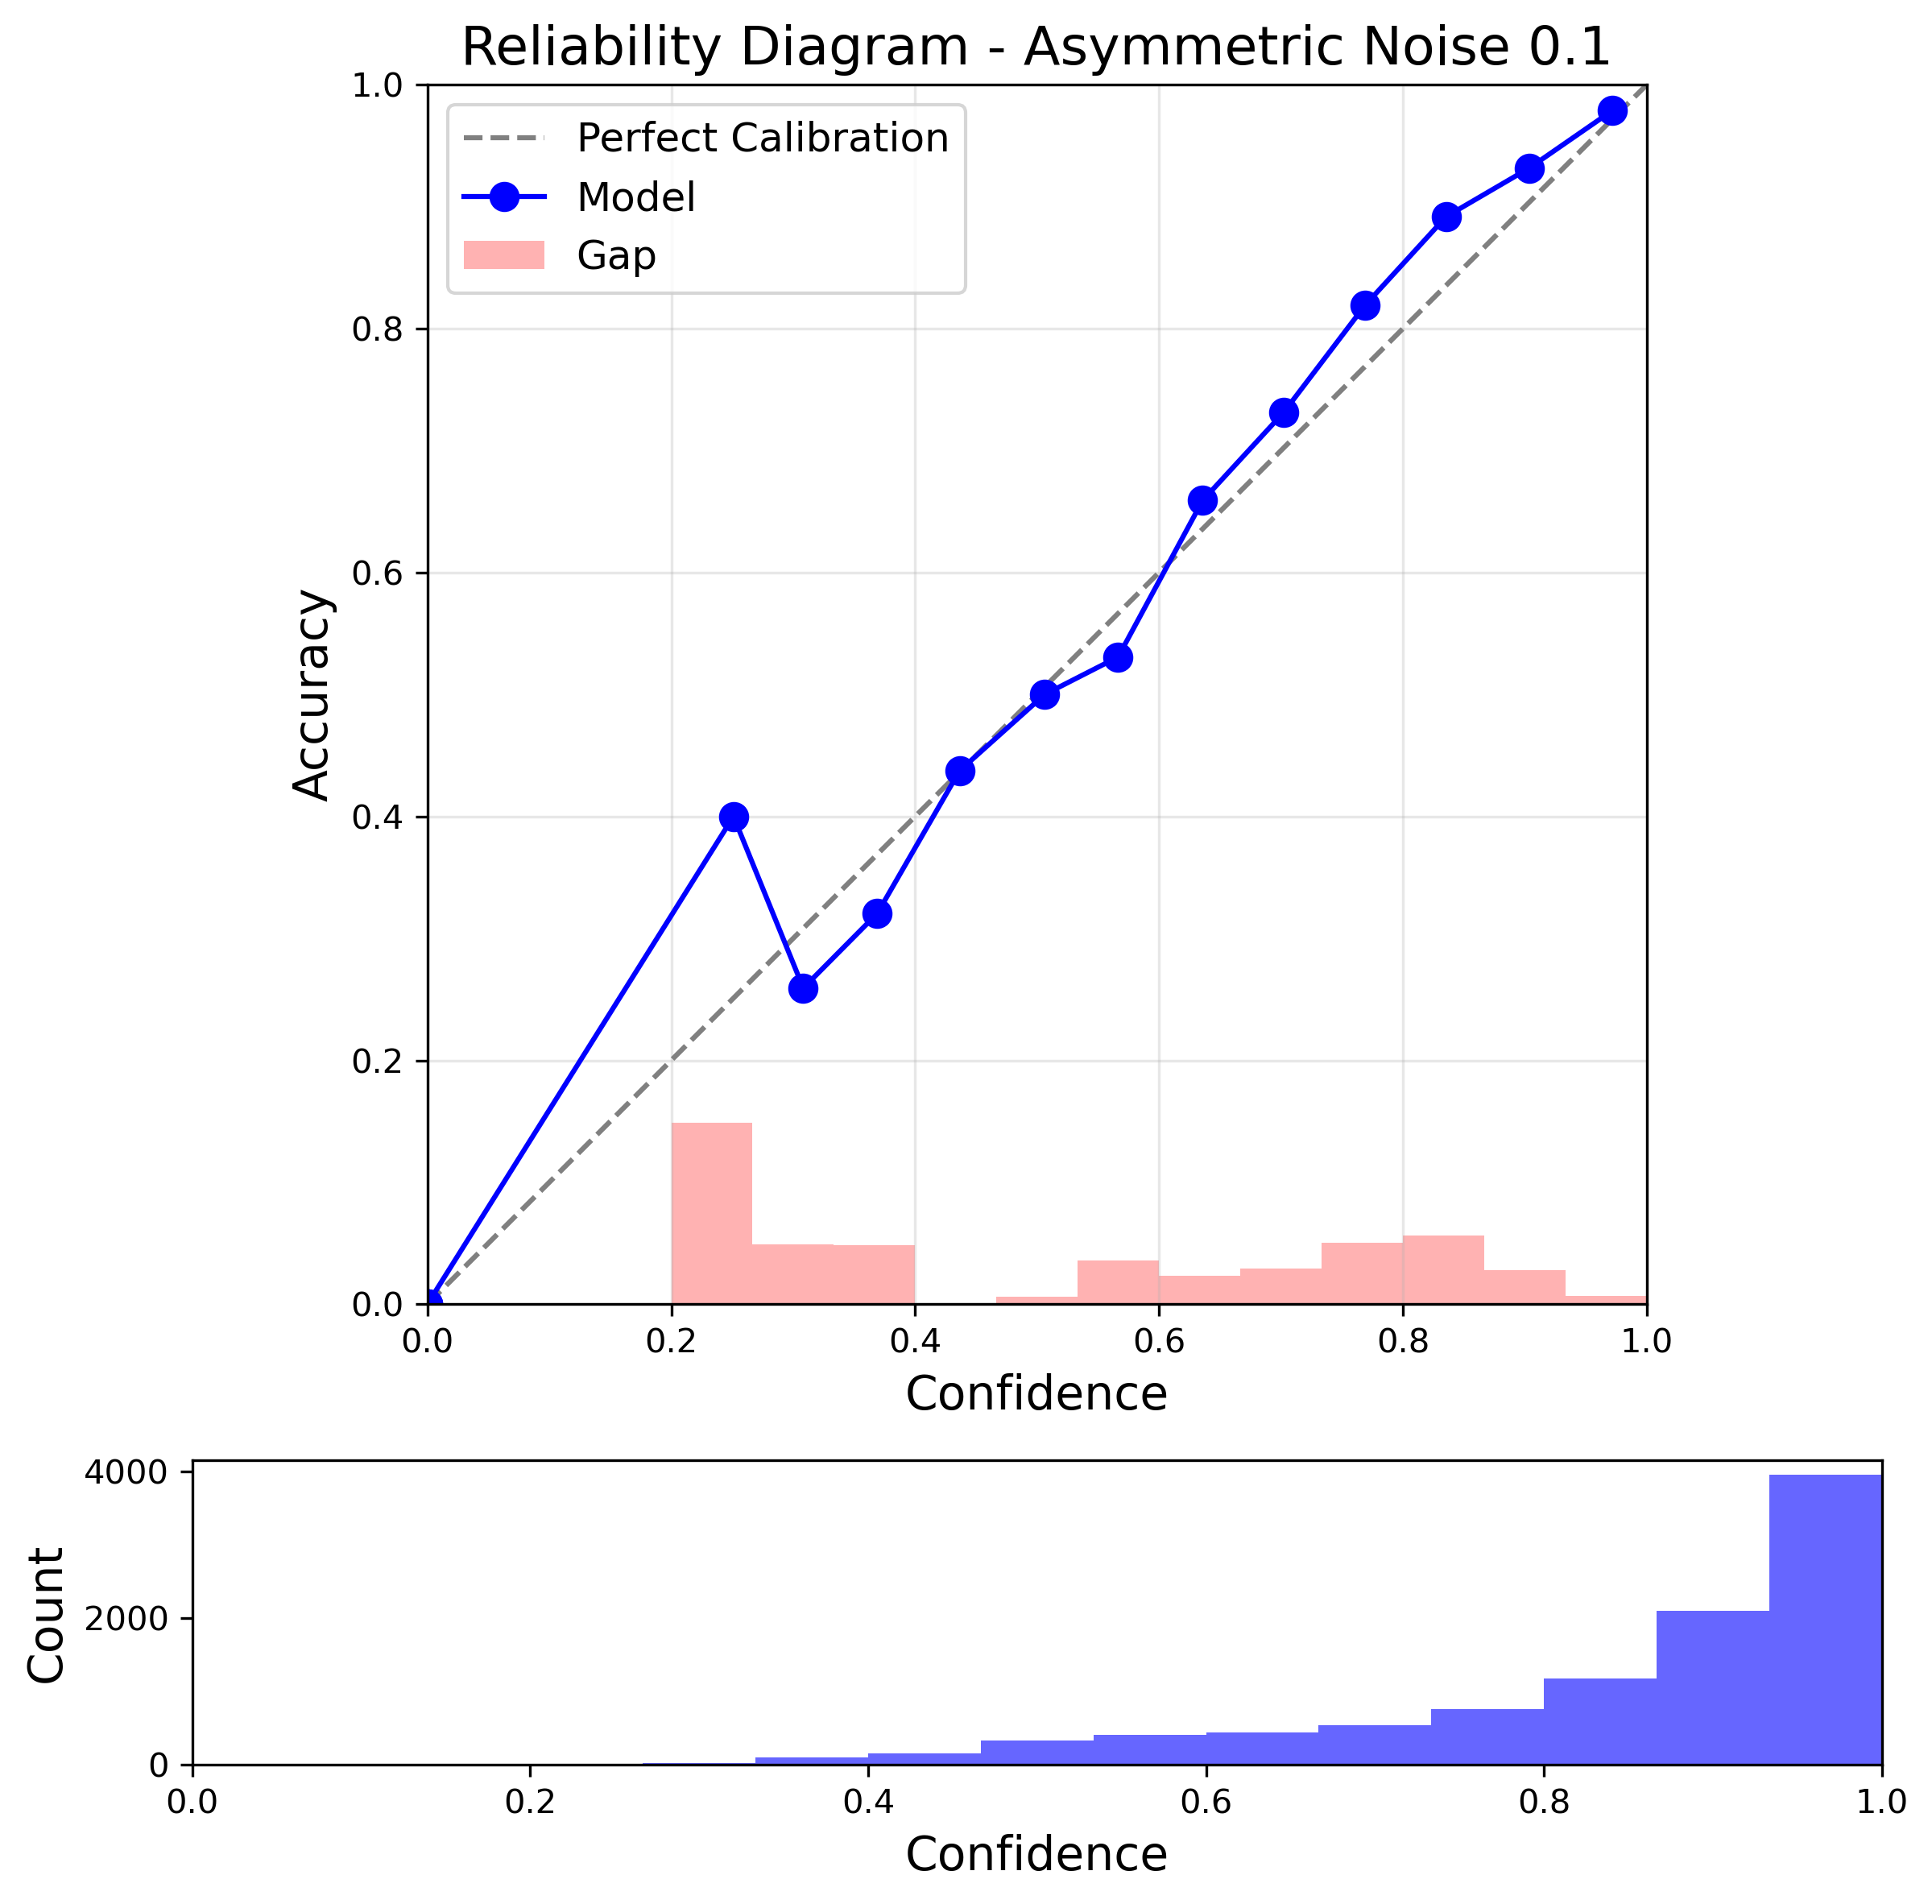 Reliability Diagram - Asymmetric Noise 0.1
1.0
0.8
0.6
0.4
0.2
0.0
Accuracy
Perfect Calibration
Model
Gap
0.0 0.2 0.4 0.6 0.8 1.0
Confidence
4000
2000
0
Count
0.0 0.2 0.4 0.6 0.8 1.0
Confidence